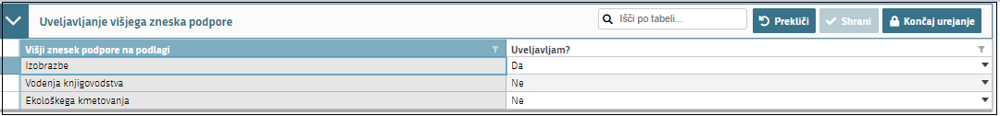 Uveljavljanje višjega zneska podpore
Išči po tabeli...
Prekliči
Shrani
Končaj urejanje
Višji znesek podpore na podlagi
Uveljavljam?
Izobrazbe
Da
Vodenja knjigovodstva
Ne
Ekološkega kmetovanja
Ne